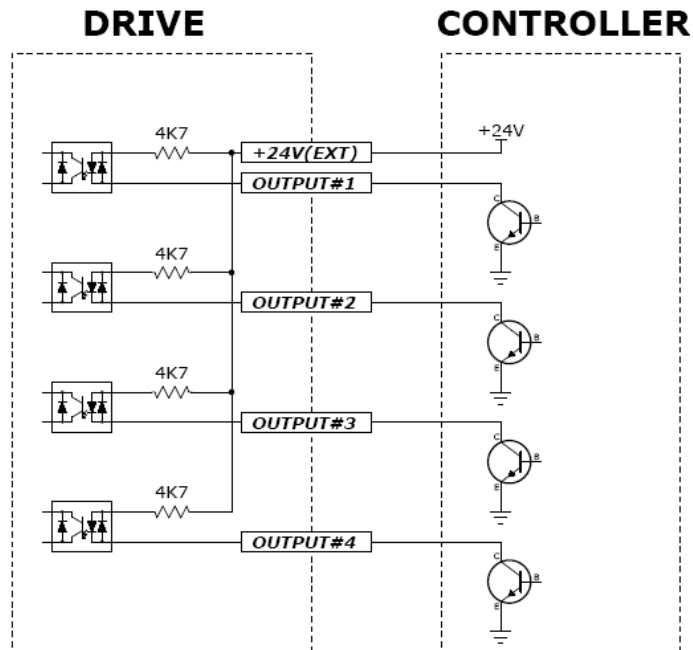 DRIVE CONTROLLER
4K7 +24V(EXT) +24V
OUTPUT#1
C
B
E
4K7
OUTPUT#2
C
B
E
4K7
OUTPUT#3
C
B
E
4K7
OUTPUT#4
C
B
E